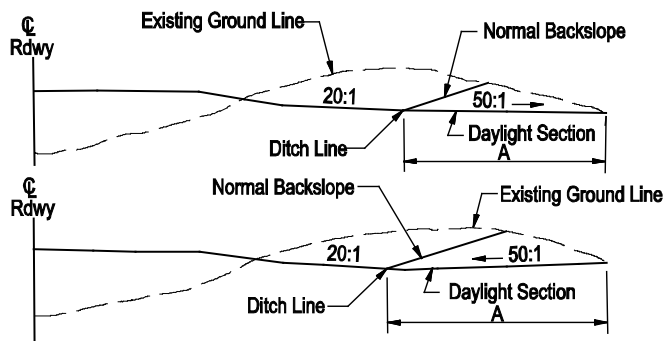 ℄
Rdwy
Existing Ground Line
Normal Backslope
20:1
50:1
Ditch Line
Daylight Section
A
℄
Rdwy
Normal Backslope
Existing Ground Line
20:1
50:1
Ditch Line
Daylight Section
A